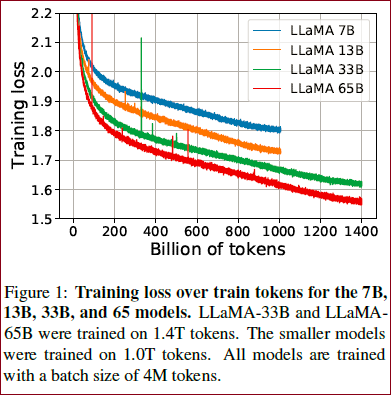 2.2
2.1
2.0
1.9
1.8
1.7
1.6
1.5
Training loss
LLaMA 7B
LLaMA 13B
LLaMA 33B
LLaMA 65B
0 200 400 600 800 1000 1200 1400
Billion of tokens
Figure 1: Training loss over train tokens for the 7B,
13B, 33B, and 65 models. LLaMA-33B and LLaMA-
65B were trained on 1.4T tokens. The smaller models
were trained on 1.0T tokens. All models are trained
with a batch size of 4M tokens.